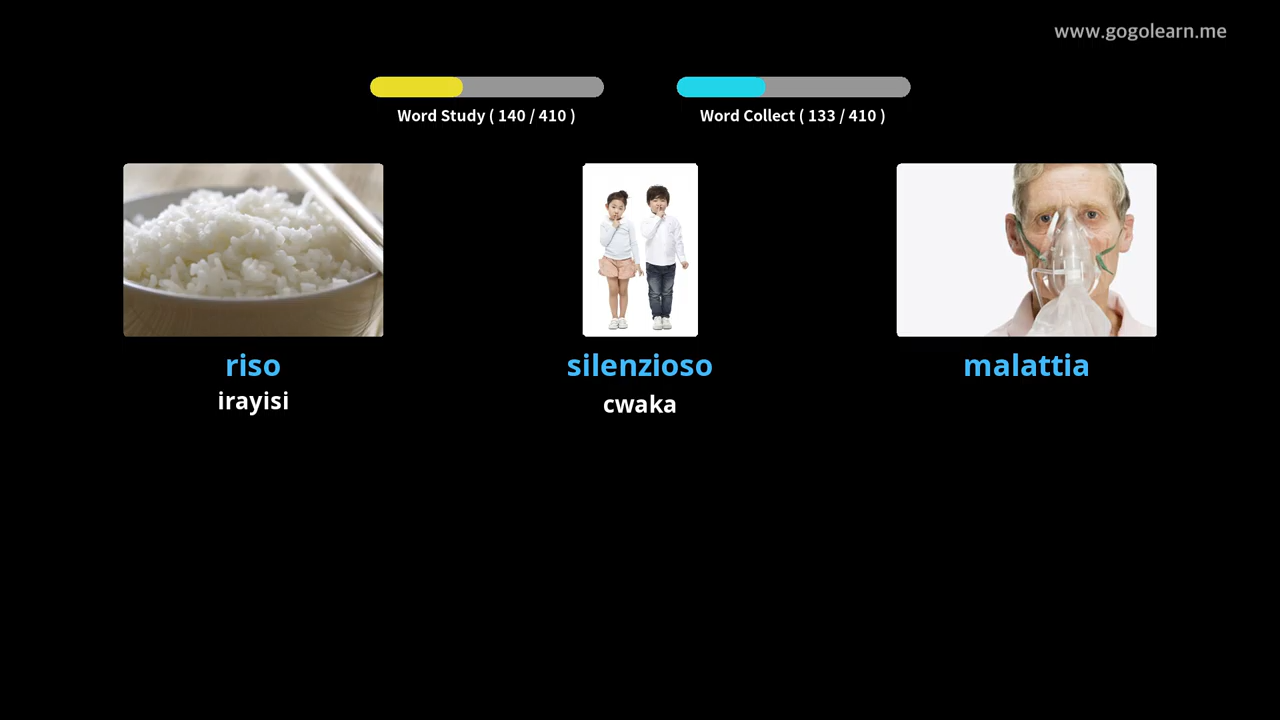 www.gogolearn.me
Word Study ( 140 / 410 )
Word Collect ( 133 / 410 )
riso
silenzioso
malattia
irayisi
cwaka